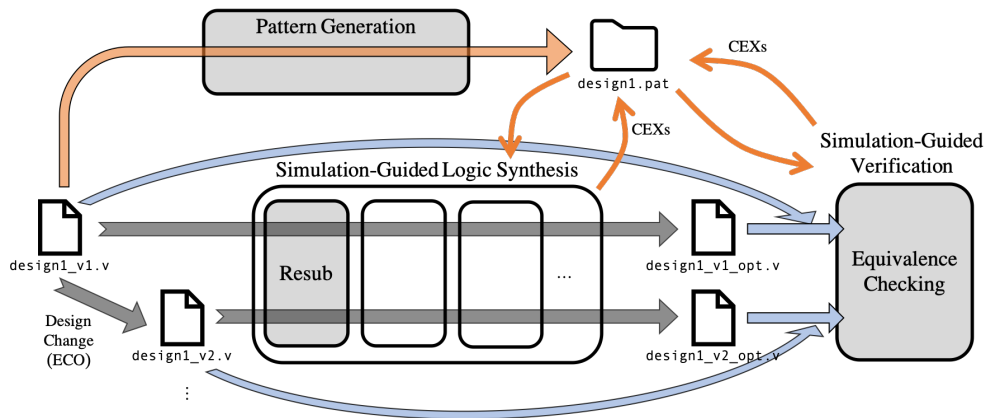 Pattern Generation
CEXs
design1.pat
CEXs
Simulation-Guided
Verification
Simulation-Guided Logic Synthesis
design1_v1.v
Resub
...
design1_v1_opt.v
Equivalence
Checking
Design
Change
(ECO)
design1_v2.v
design1_v2_opt.v
⋮